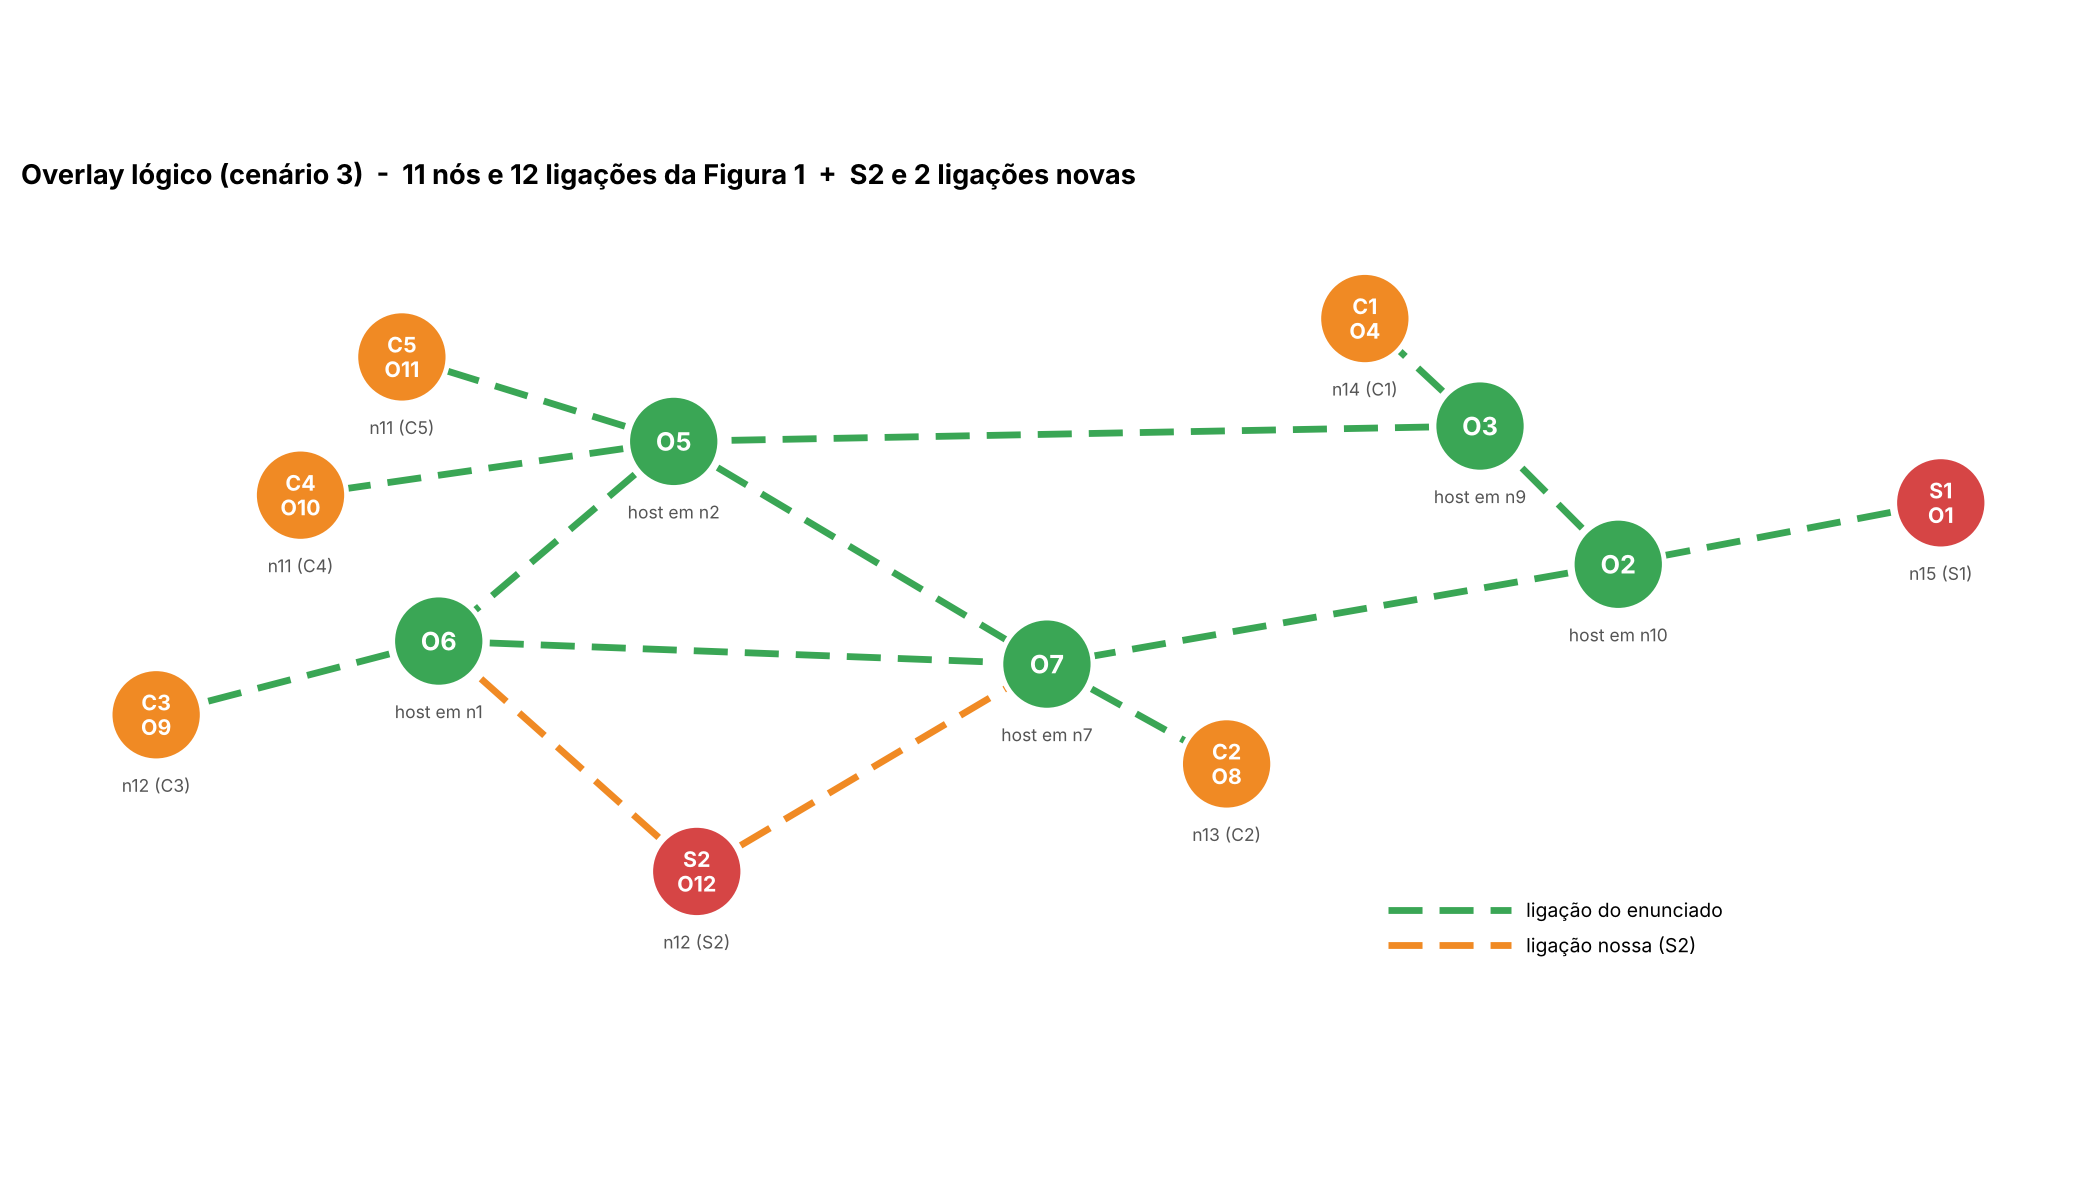 Overlay lógico (cenário 3)  -  11 nós e 12 ligações da Figura 1  +  S2 e 2 ligações novas
C1
O4
n14 (C1)
C5
O11
n11 (C5)
O5
host em n2
O3
host em n9
C4
O10
n11 (C4)
S1
O1
n15 (S1)
O2
host em n10
O6
host em n1
O7
host em n7
C3
O9
n12 (C3)
C2
O8
n13 (C2)
S2
O12
n12 (S2)
ligação do enunciado
ligação nossa (S2)